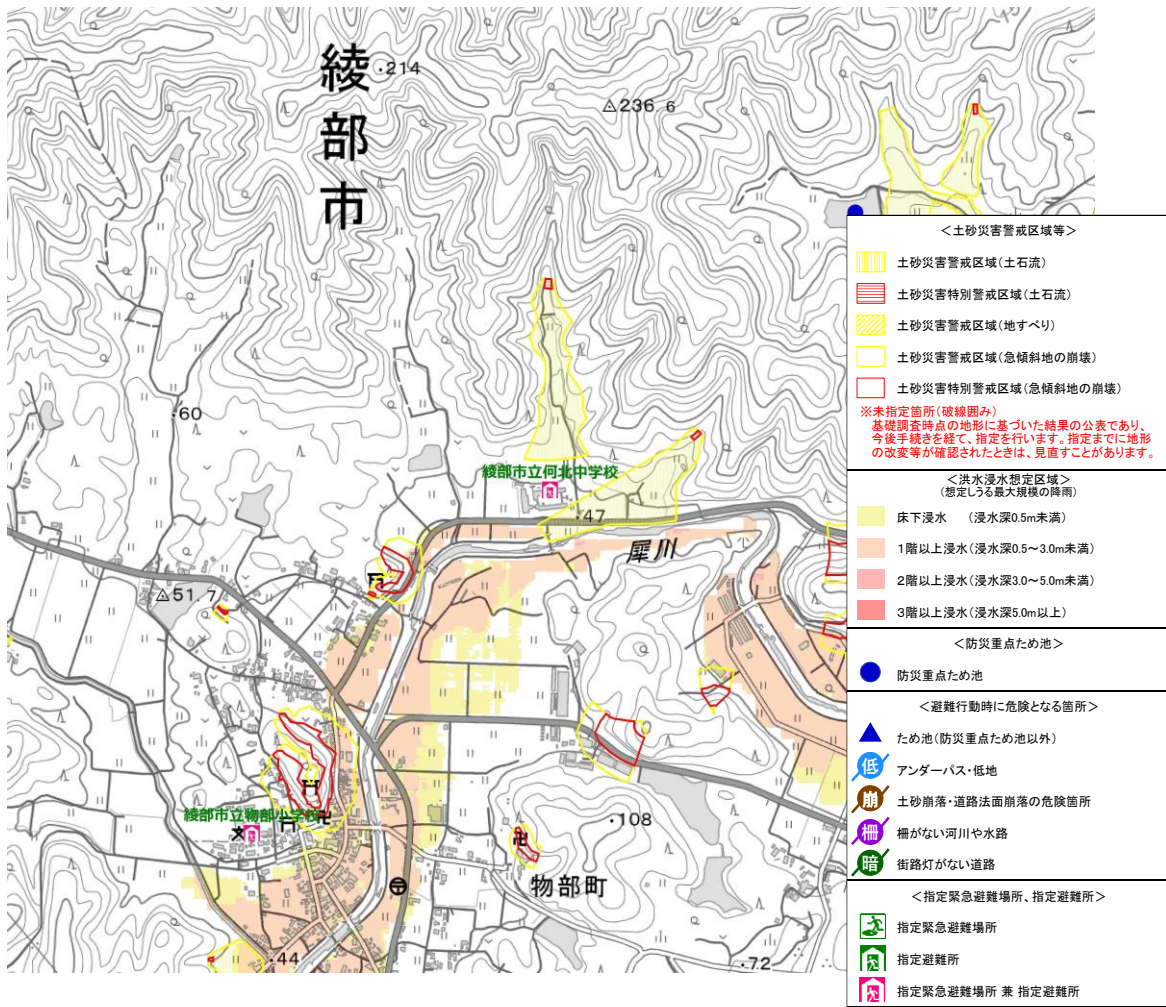 綾部市
214
236.6
60
綾部市立何北中学校
47
犀川
51.7
綾部市立物部小学校
108
物部町
44
72
＜土砂災害警戒区域等＞
土砂災害警戒区域(土石流)
土砂災害特別警戒区域(土石流)
土砂災害警戒区域(地すべり)
土砂災害警戒区域(急傾斜地の崩壊)
土砂災害特別警戒区域(急傾斜地の崩壊)
※未指定箇所(破線囲み)
基礎調査時点の地形に基づいた結果の公表であり、
今後手続きを経て、指定を行います。指定までに地形
の改変等が確認されたときは、見直すことがあります。
＜洪水浸水想定区域＞
(想定しうる最大規模の降雨)
床下浸水　(浸水深0.5m未満)
1階以上浸水(浸水深0.5～3.0m未満)
2階以上浸水(浸水深3.0～5.0m未満)
3階以上浸水(浸水深5.0m以上)
＜防災重点ため池＞
防災重点ため池
＜避難行動時に危険となる箇所＞
ため池(防災重点ため池以外)
低 アンダーパス・低地
崩 土砂崩落・道路法面崩落の危険箇所
柵 柵がない河川や水路
暗 街路灯がない道路
＜指定緊急避難場所、指定避難所＞
指定緊急避難場所
指定避難所
指定緊急避難場所 兼 指定避難所